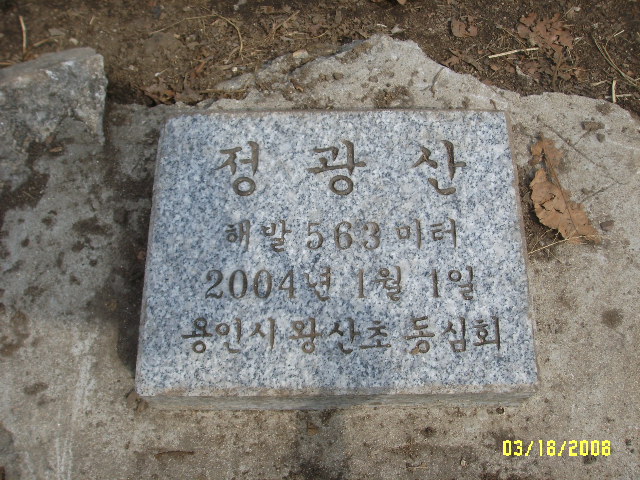 정광산
해발 563 미터
2004년 1월 1일
용인사 왕산초 동심회
03/18/2008